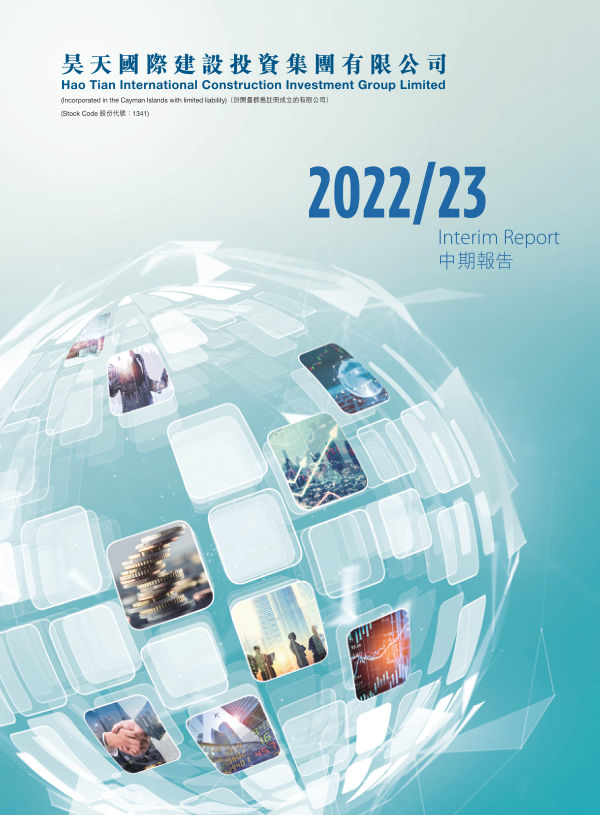 昊天國際建設投資集團有限公司
Hao Tian International Construction Investment Group Limited
(Incorporated in the Cayman Islands with limited liability)（於開曼群島註冊成立的有限公司）
(Stock Code 股份代號：1341)
2022/23
Interim Report
中期報告